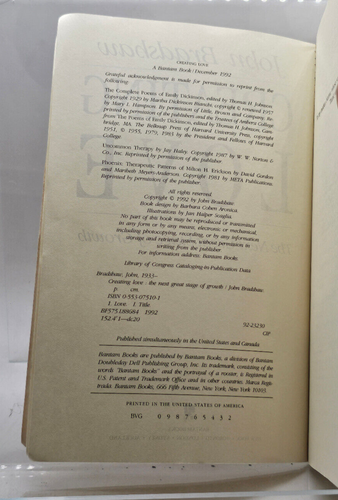 CREATING LOVE
A Bantam Book / December 1992
Grateful acknowledgment is made for permission to reprint from the
following:
The Complete Poems of Emily Dickinson, edited by Thomas H. Johnson.
Copyright 1929 by Martha Dickinson Bianchi; copyright © renewed 1957
by Mary L. Hampson. By permission of Little, Brown and Company. Re-
printed by permission of the publishers and the Trustees of Amherst College
from The Poems of Emily Dickinson, edited by Thomas H. Johnson, Cam-
bridge, MA. The Belknap Press of Harvard University Press, copyright
1951, © 1955, 1979, 1983 by the President and Fellows of Harvard
College.
Uncommon Therapy by Jay Haley. Copyright 1987 by W. W. Norton &
Co., Inc. Reprinted by permission of the publisher.
Phoenix: Therapeutic Patterns of Milton H. Erickson by David Gordon
and Maribeth Meyers-Anderson. Copyright 1981 by META Publications.
Reprinted by permission of the publisher.
All rights reserved.
Copyright © 1992 by John Bradshaw
Book design by Barbara Cohen Aronica
Illustrations by Jan Halper Scaglia
No part of this book may be reproduced or transmitted
in any form or by any means, electronic or mechanical,
including photocopying, recording, or by any information
storage and retrieval system, without permission in
writing from the publisher.
For information address: Bantam Books
Library of Congress Cataloging-in-Publication Data
Bradshaw, John, 1933-
Creating love : the next great stage of growth / John Bradshaw.
p. cm.
ISBN 0-553-07510-1
I. Love I. Title.
BF575.L8B684 1992
152.4'1—dc20
92-23230
CIP
Published simultaneously in the United States and Canada
Bantam Books are published by Bantam Books, a division of Bantam
Doubleday Dell Publishing Group, Inc. Its trademark, consisting of the
words "Bantam Books" and the portrayal of a rooster, is Registered in
U.S. Patent and Trademark Office and in other countries. Marca Regis-
trada. Bantam Books, 666 Fifth Avenue, New York, New York 10103.
PRINTED IN THE UNITED STATES OF AMERICA
BVG 0 9 8 7 6 5 4 3 2